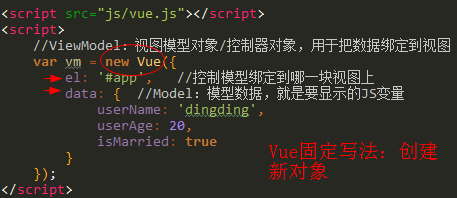 <script src="js/vue.js"></script>
<script>
//ViewModel：视图模型对象/控制器对象，用于把数据绑定到视图
var vm = new Vue({
el: '#app',    //控制模型绑定到哪一块视图上
data: {  //Model：模型数据，就是要显示的JS变量
userName: 'dingding',
userAge: 20,
isMarried: true
}
});
</script>
Vue固定写法：创建
新对象